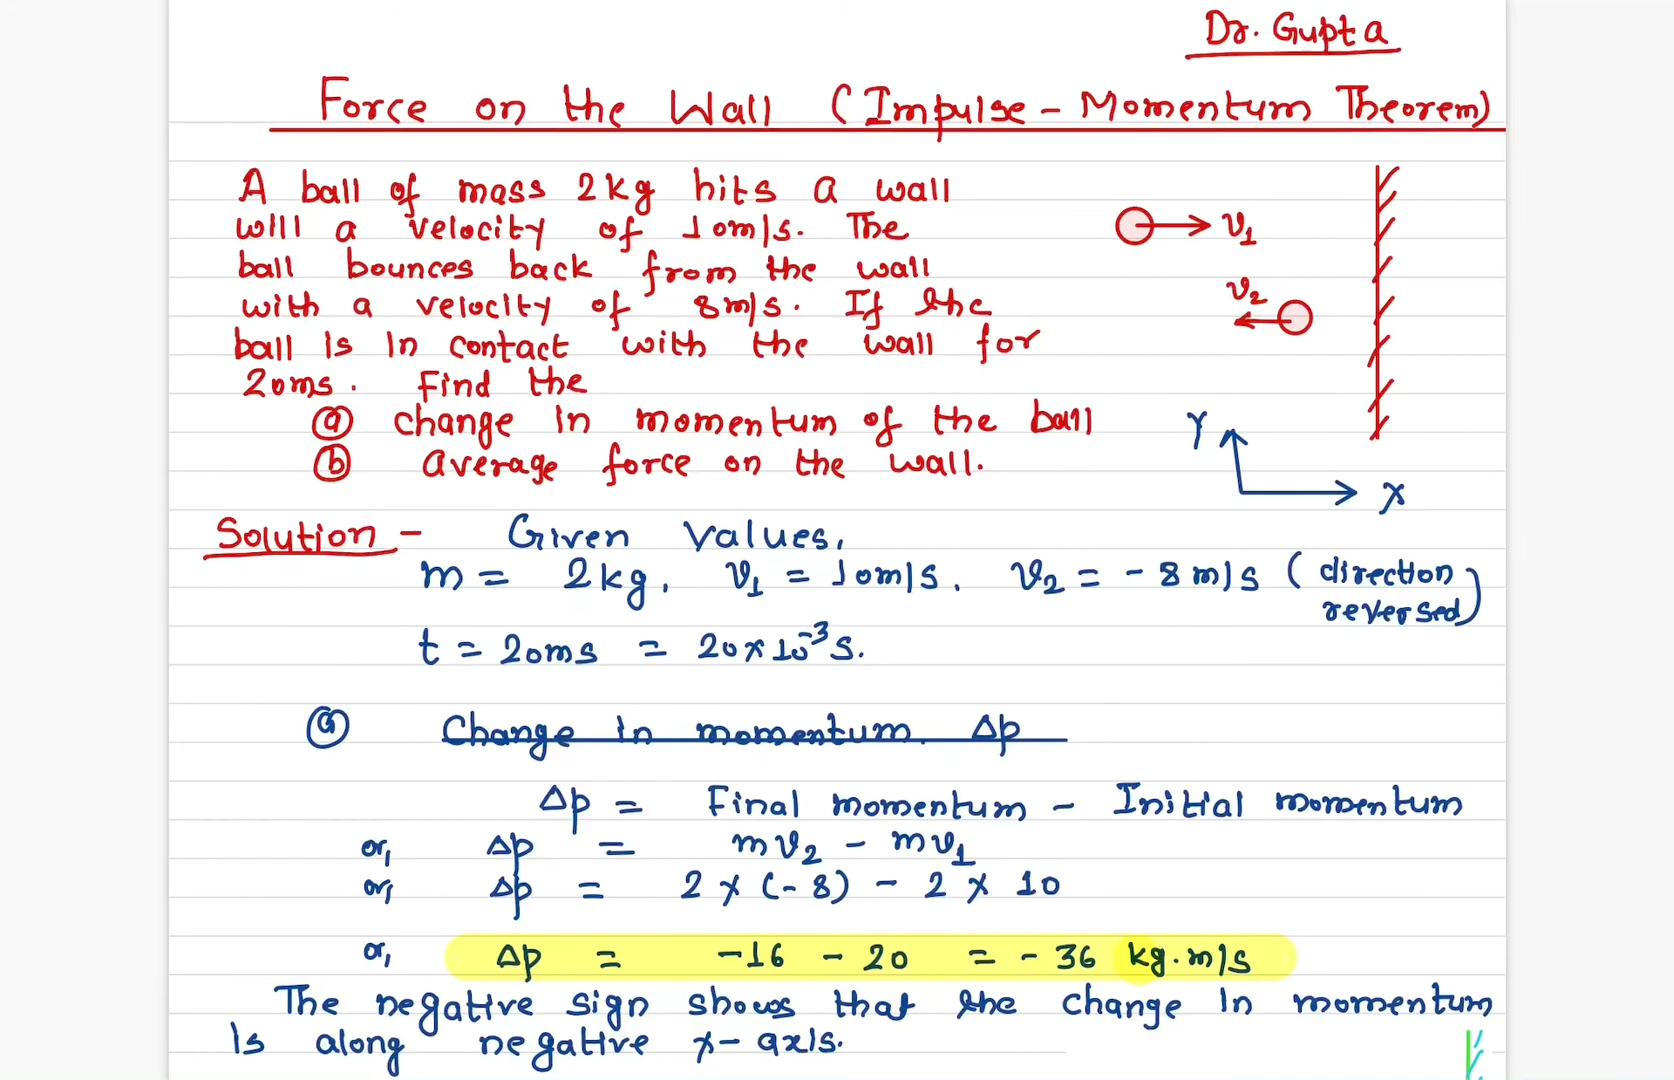 Dr. Gupta
Force on the Wall (Impulse - Momentum Theorem)
A ball of mass 2kg hits a wall
will a velocity of 10m/s. The
ball bounces back from the wall
with a velocity of 8m/s. If the
ball is in contact with the wall for
20ms. Find the
ⓐ change in momentum of the ball
ⓑ average force on the wall.
v₁
v₂
Y
X
Solution - Given Values,
m = 2kg, v₁ = 10m/s, v₂ = -8m/s (direction reversed)
t = 20ms = 20×10⁻³s.
ⓐ Change in momentum Δp
Δp = Final momentum - Initial momentum
or, Δp = mv₂ - mv₁
or, Δp = 2 × (-8) - 2 × 10
or, Δp = -16 - 20 = -36 kg.m/s
The negative sign shows that the change in momentum
is along negative x-axis.